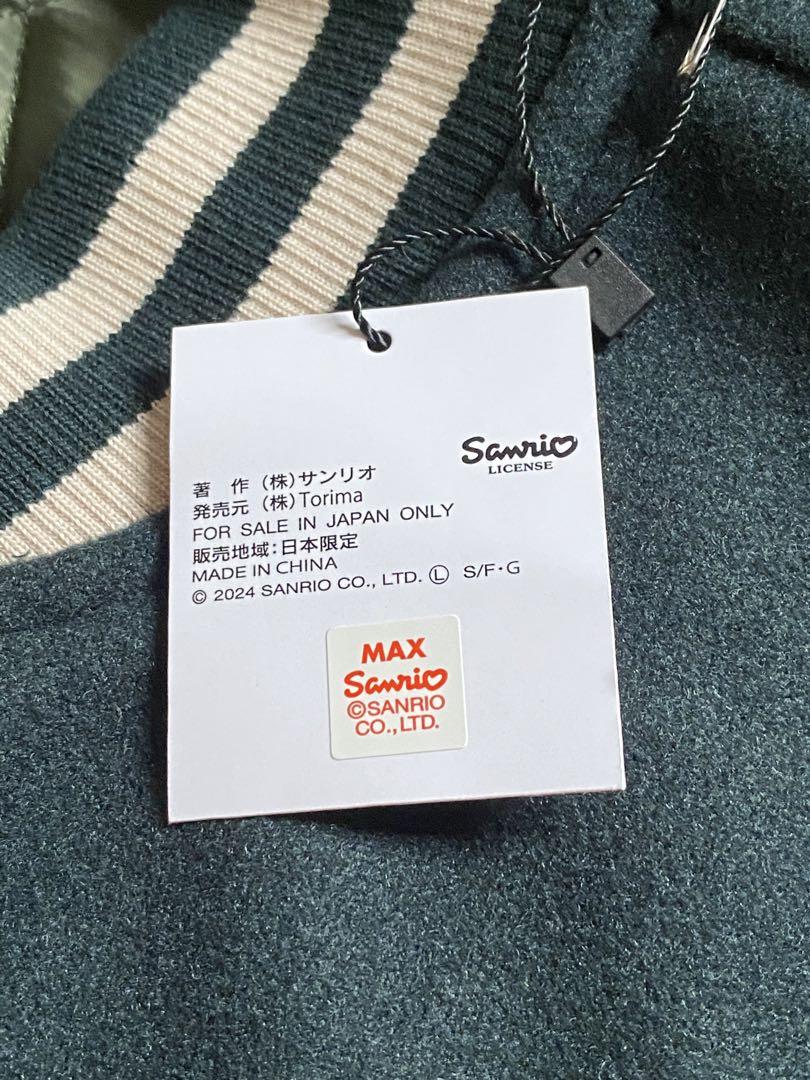 Sanrio
LICENSE
著 作 (株)サンリオ
発売元 (株)Torima
FOR SALE IN JAPAN ONLY
販売地域:日本限定
MADE IN CHINA
© 2024 SANRIO CO., LTD. Ⓛ S/F・G
MAX
Sanrio
©SANRIO
CO.,LTD.